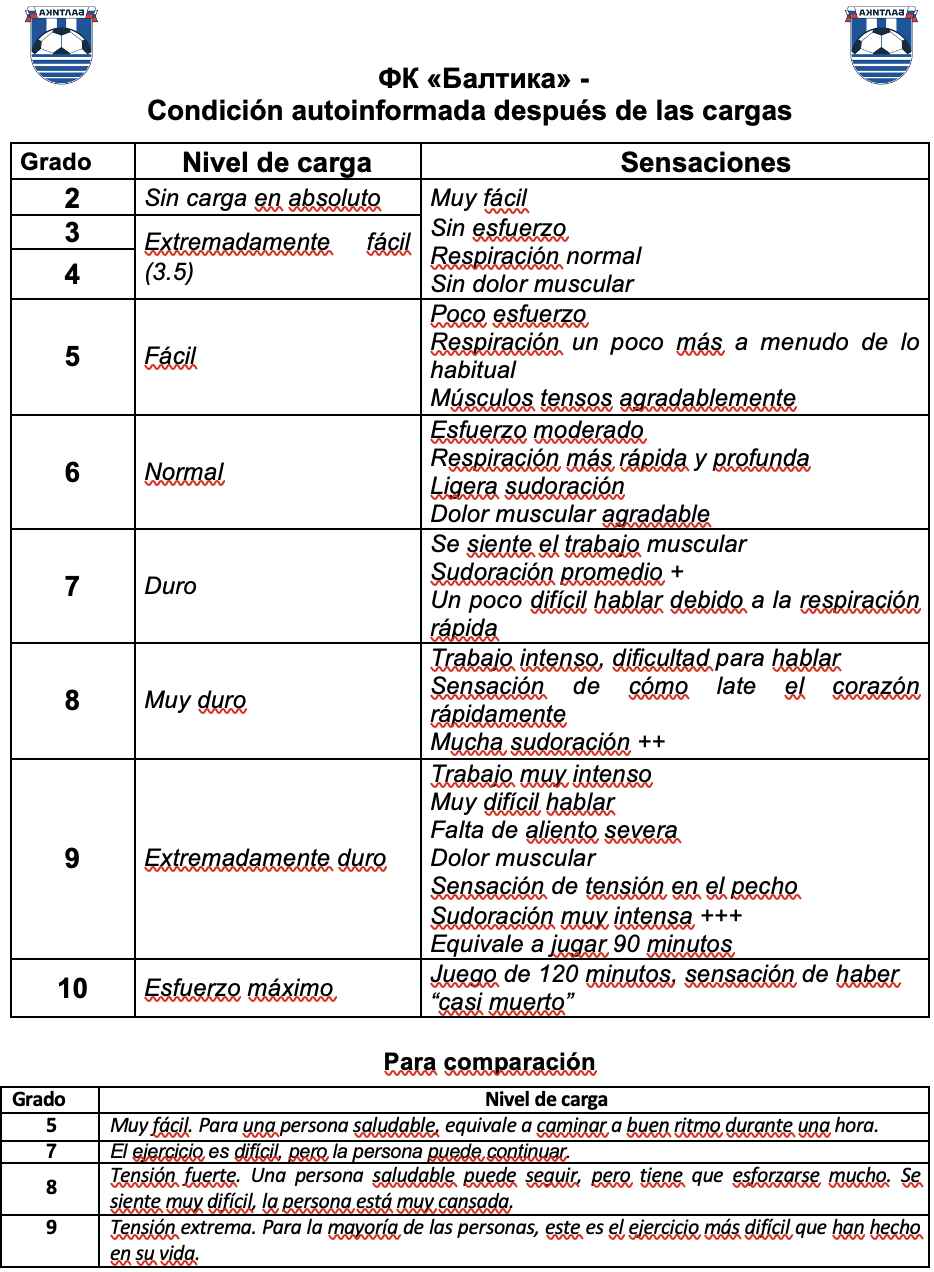 БАЛТИКА
БАЛТИКА
ФК «Балтика» -
Condición autoinformada después de las cargas
Grado
Nivel de carga
Sensaciones
2
Sin carga en absoluto
3
4
Extremadamente fácil
(3.5)
Muy fácil
Sin esfuerzo
Respiración normal
Sin dolor muscular
5
Fácil
Poco esfuerzo
Respiración un poco más a menudo de lo
habitual
Músculos tensos agradablemente
6
Normal
Esfuerzo moderado
Respiración más rápida y profunda
Ligera sudoración
Dolor muscular agradable
7
Duro
Se siente el trabajo muscular
Sudoración promedio +
Un poco difícil hablar debido a la respiración
rápida
8
Muy duro
Trabajo intenso, dificultad para hablar
Sensación de cómo late el corazón
rápidamente
Mucha sudoración ++
9
Extremadamente duro
Trabajo muy intenso
Muy difícil hablar
Falta de aliento severa
Dolor muscular
Sensación de tensión en el pecho
Sudoración muy intensa +++
Equivale a jugar 90 minutos
10
Esfuerzo máximo
Juego de 120 minutos, sensación de haber
“casi muerto”
Para comparación
Grado
Nivel de carga
5
Muy fácil. Para una persona saludable, equivale a caminar a buen ritmo durante una hora.
7
El ejercicio es difícil, pero la persona puede continuar.
8
Tensión fuerte. Una persona saludable puede seguir, pero tiene que esforzarse mucho. Se
siente muy difícil, la persona está muy cansada.
9
Tensión extrema. Para la mayoría de las personas, este es el ejercicio más difícil que han hecho
en su vida.